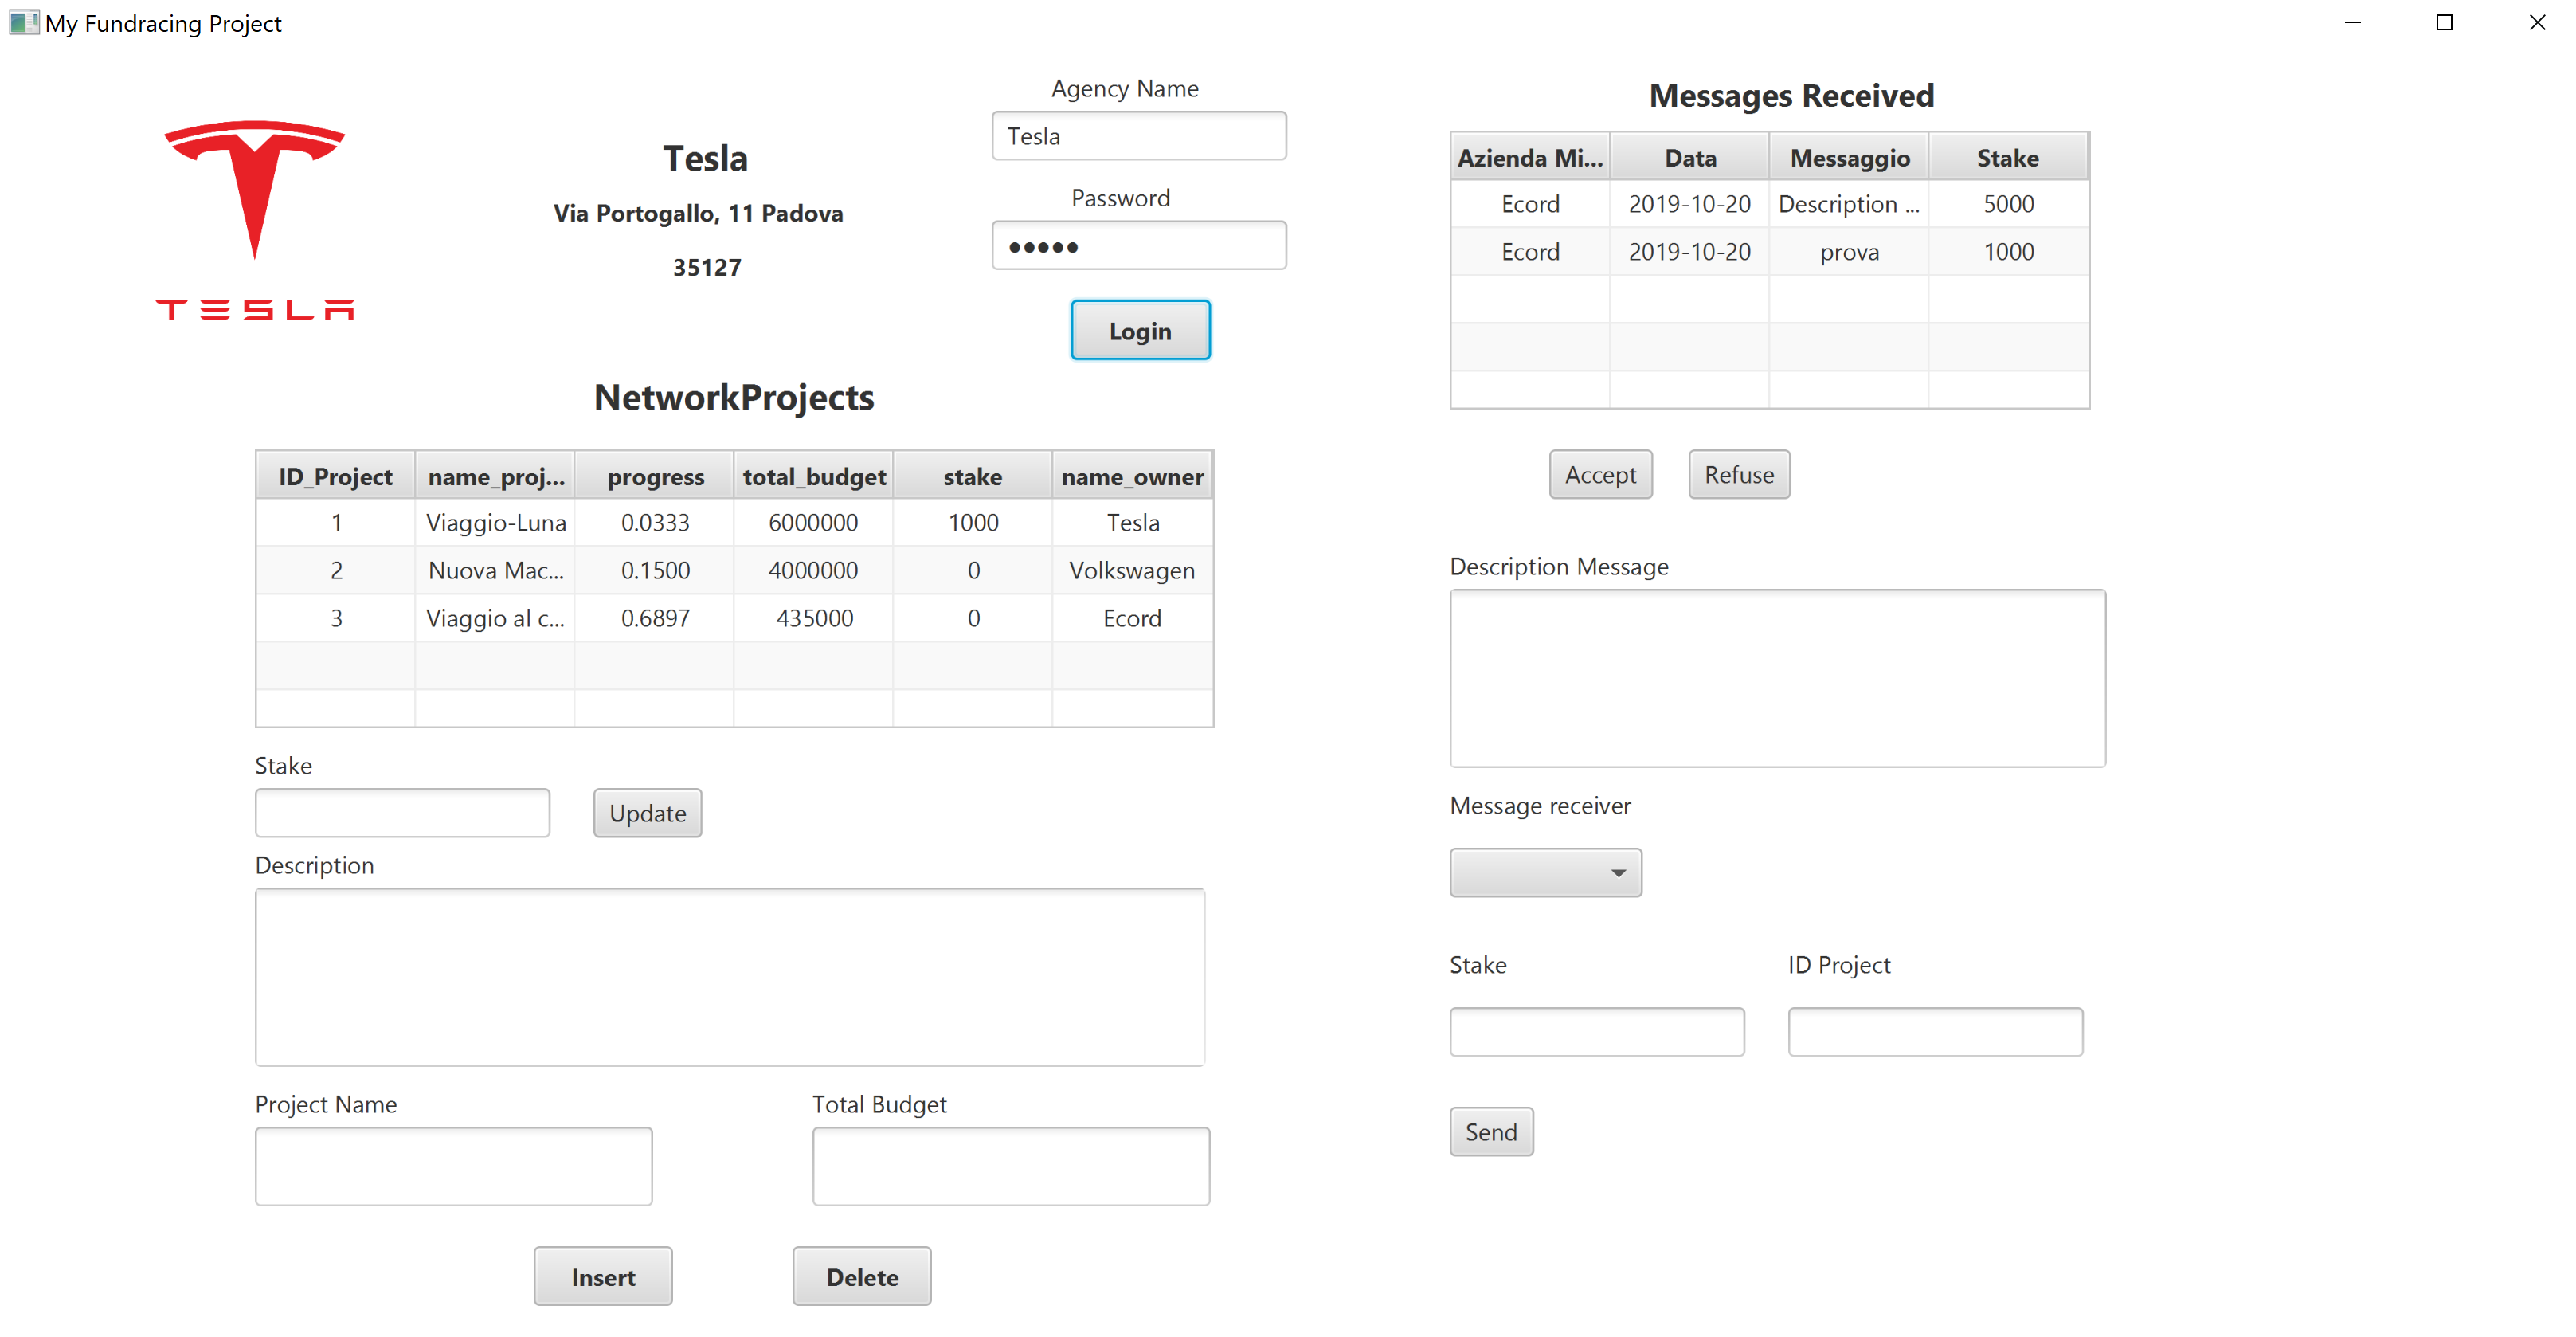 My Fundracing Project
TESLA
Tesla
Via Portogallo, 11 Padova
35127
Agency Name
Tesla
Password
●●●●●
Login
NetworkProjects
ID_Project name_proj... progress total_budget stake name_owner
1 Viaggio-Luna 0.0333 6000000 1000 Tesla
2 Nuova Mac... 0.1500 4000000 0 Volkswagen
3 Viaggio al c... 0.6897 435000 0 Ecord
Stake
Update
Description
Project Name Total Budget
Insert Delete
Messages Received
Azienda Mi... Data Messaggio Stake
Ecord 2019-10-20 Description ... 5000
Ecord 2019-10-20 prova 1000
Accept Refuse
Description Message
Message receiver
Stake ID Project
Send